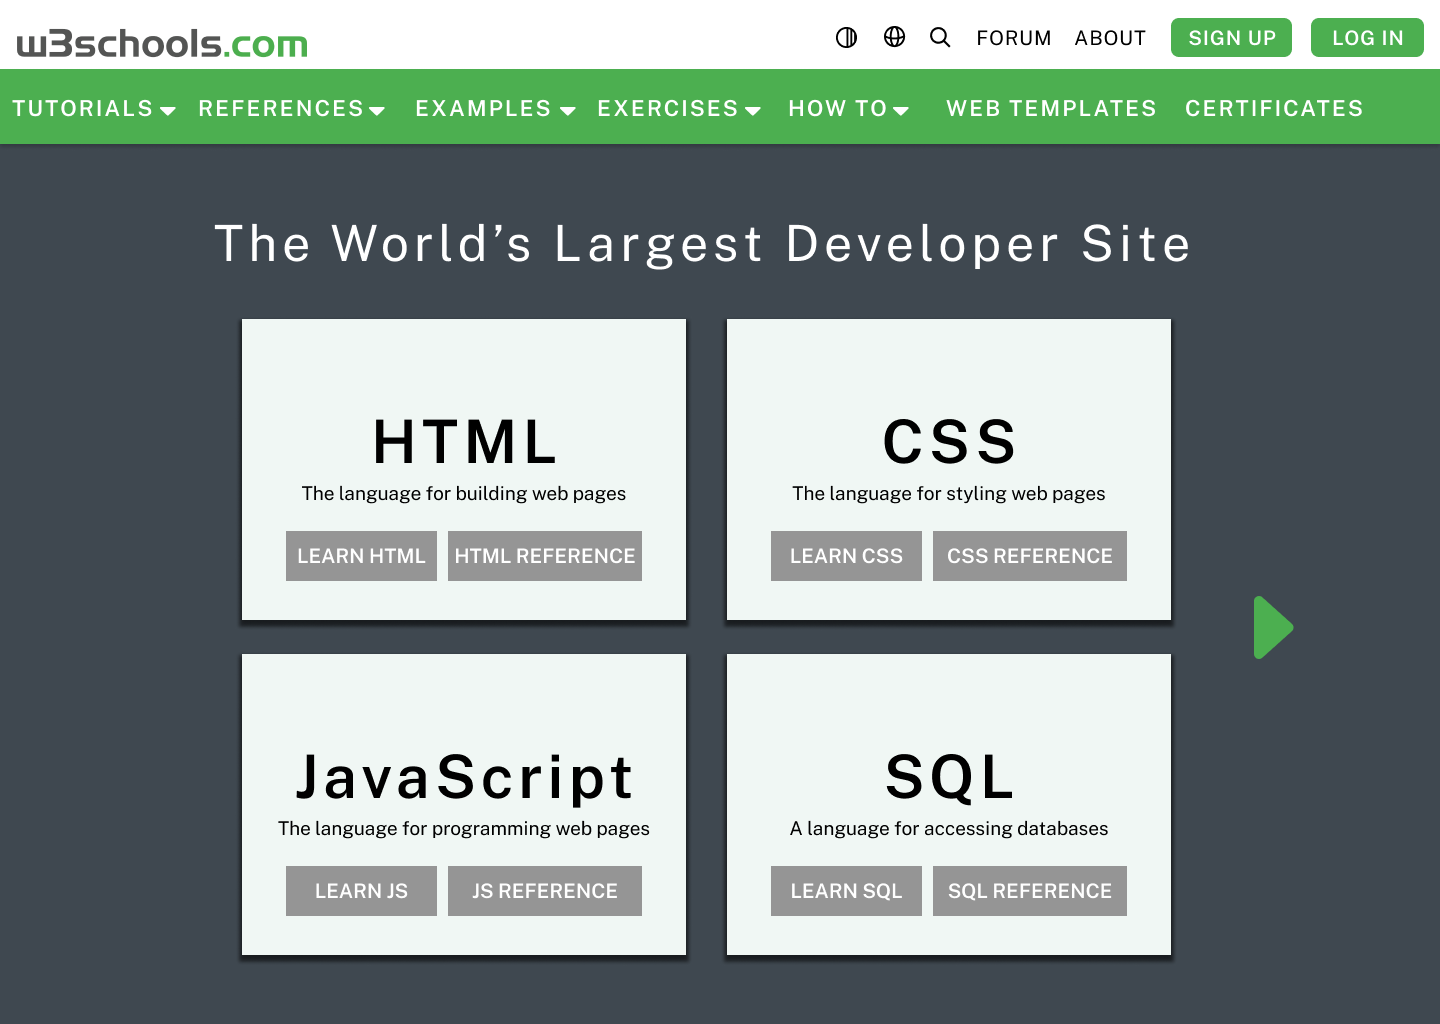 w3schools.com
FORUM ABOUT SIGN UP LOG IN
TUTORIALS REFERENCES EXAMPLES EXERCISES HOW TO WEB TEMPLATES CERTIFICATES
The World’s Largest Developer Site
HTML
The language for building web pages
LEARN HTML HTML REFERENCE
CSS
The language for styling web pages
LEARN CSS CSS REFERENCE
JavaScript
The language for programming web pages
LEARN JS JS REFERENCE
SQL
A language for accessing databases
LEARN SQL SQL REFERENCE